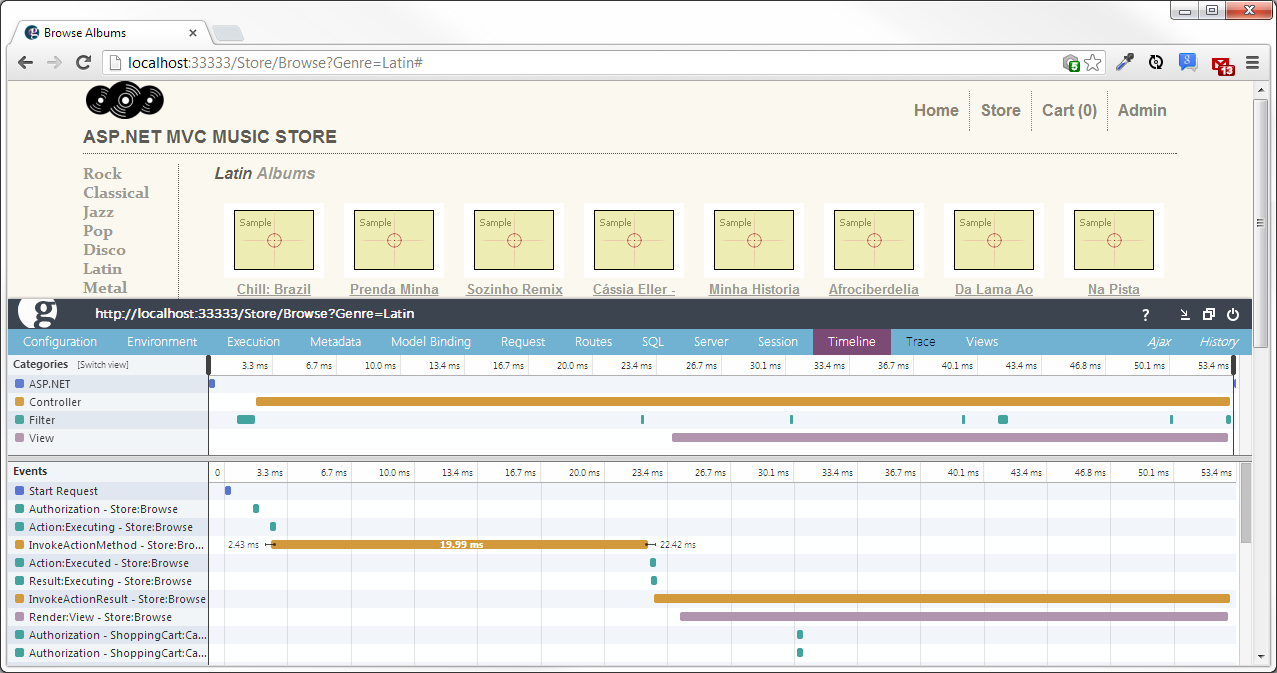 Browse Albums
localhost:33333/Store/Browse?Genre=Latin#
5
8
13
ASP.NET MVC MUSIC STORE
Home Store Cart (0) Admin
Rock
Classical
Jazz
Pop
Disco
Latin
Metal
Latin Albums
Sample Sample Sample Sample Sample Sample Sample Sample
Chill: Brazil Prenda Minha Sozinho Remix Cássia Eller - Minha Historia Afrociberdelia Da Lama Ao Na Pista
g http://localhost:33333/Store/Browse?Genre=Latin ?
Configuration Environment Execution Metadata Model Binding Request Routes SQL Server Session Timeline Trace Views Ajax History
Categories [Switch view] 3.3 ms 6.7 ms 10.0 ms 13.4 ms 16.7 ms 20.0 ms 23.4 ms 26.7 ms 30.1 ms 33.4 ms 36.7 ms 40.1 ms 43.4 ms 46.8 ms 50.1 ms 53.4 ms
ASP.NET
Controller
Filter
View
Events 0 3.3 ms 6.7 ms 10.0 ms 13.4 ms 16.7 ms 20.0 ms 23.4 ms 26.7 ms 30.1 ms 33.4 ms 36.7 ms 40.1 ms 43.4 ms 46.8 ms 50.1 ms 53.4 ms
Start Request
Authorization - Store:Browse
Action:Executing - Store:Browse
InvokeActionMethod - Store:Bro... 2.43 ms 19.99 ms 22.42 ms
Action:Executed - Store:Browse
Result:Executing - Store:Browse
InvokeActionResult - Store:Browse
Render:View - Store:Browse
Authorization - ShoppingCart:Ca...
Authorization - ShoppingCart:Ca...